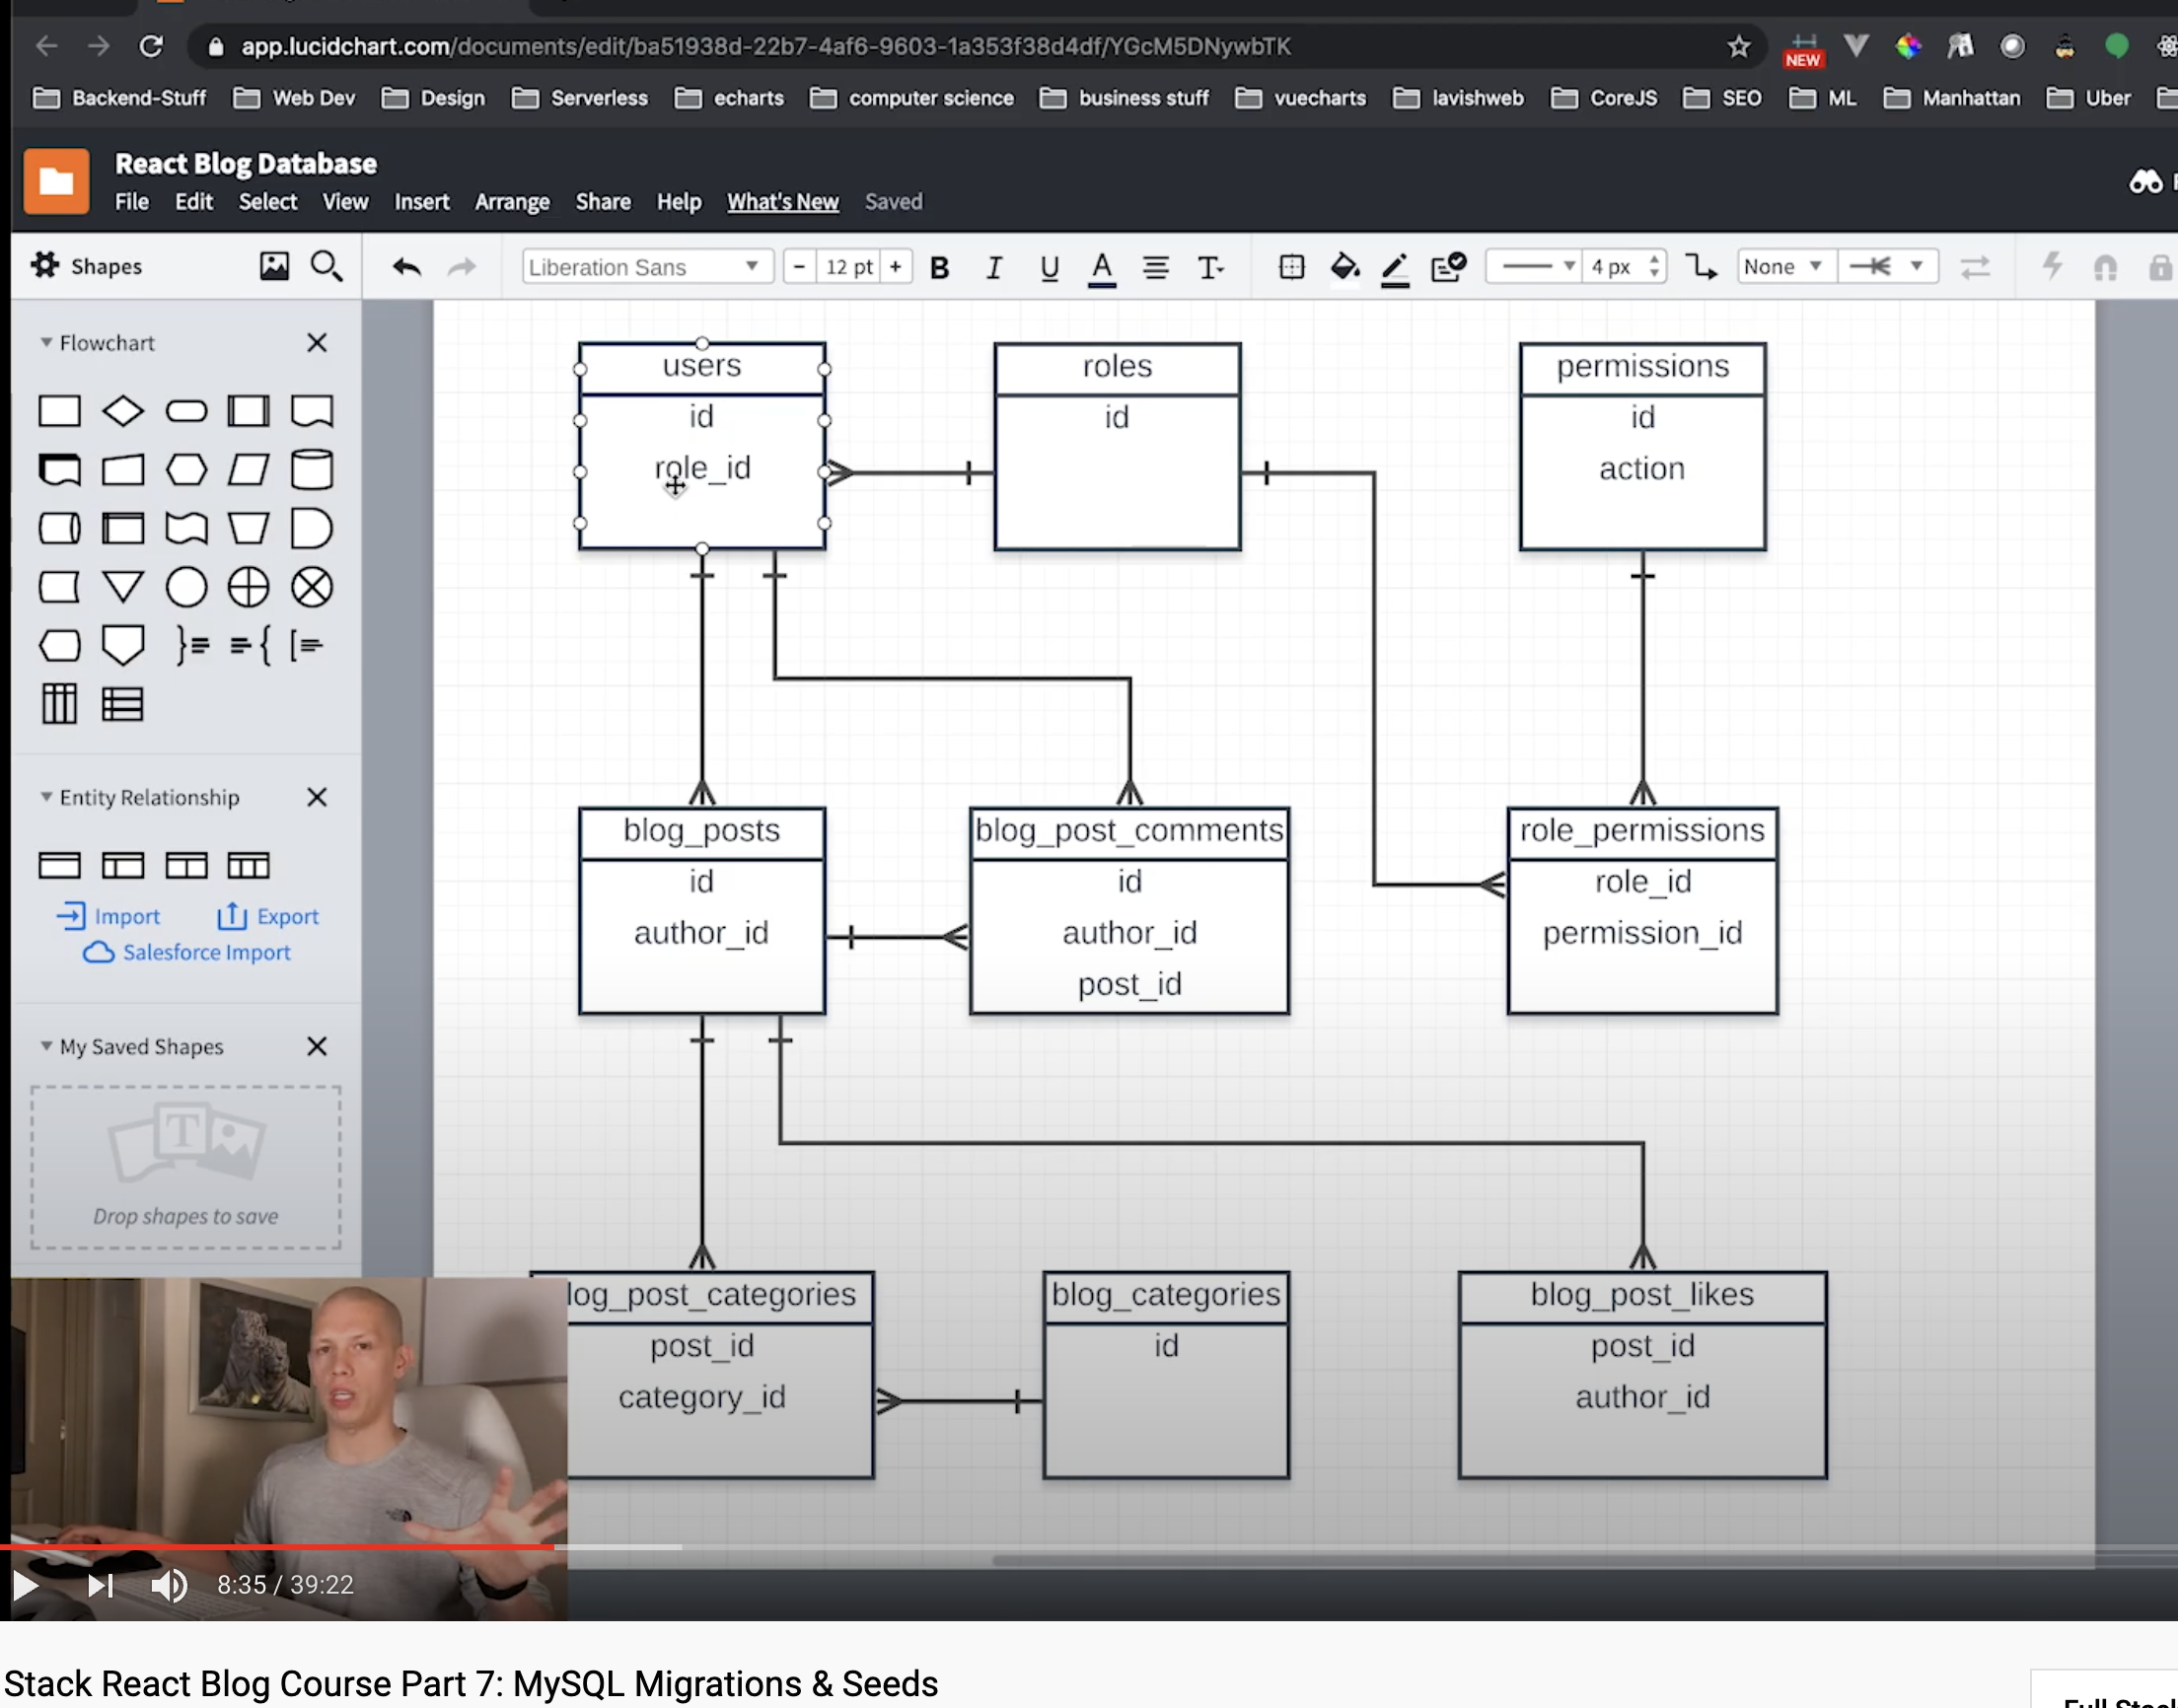 app.lucidchart.com/documents/edit/ba51938d-22b7-4af6-9603-1a353f38d4df/YGcM5DNywbTK
NEW
Backend-Stuff Web Dev Design Serverless echarts computer science business stuff vuecharts lavishweb CoreJS SEO ML Manhattan Uber
React Blog Database
File Edit Select View Insert Arrange Share Help What's New Saved
Shapes
Liberation Sans
- 12 pt +
B I U A T
4 px
None
Flowchart
Entity Relationship
Import
Export
Salesforce Import
My Saved Shapes
T
Drop shapes to save
users
id
role_id
roles
id
permissions
id
action
blog_posts
id
author_id
blog_post_comments
id
author_id
post_id
role_permissions
role_id
permission_id
log_post_categories
post_id
category_id
blog_categories
id
blog_post_likes
post_id
author_id
8:35 / 39:22
Stack React Blog Course Part 7: MySQL Migrations & Seeds
Full Stac